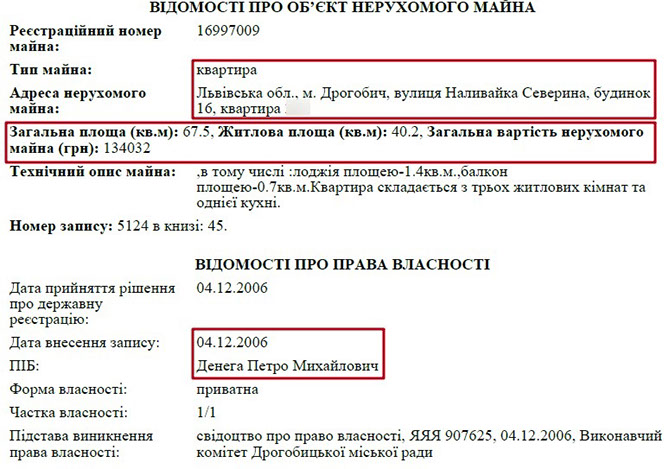 ВІДОМОСТІ ПРО ОБ’ЄКТ НЕРУХОМОГО МАЙНА
Реєстраційний номер майна: 16997009
Тип майна: квартира
Адреса нерухомого майна: Львівська обл., м. Дрогобич, вулиця Наливайка Северина, будинок
16, квартира
Загальна площа (кв.м): 67.5, Житлова площа (кв.м): 40.2, Загальна вартість нерухомого
майна (грн): 134032
Технічний опис майна: ,в тому числі :лоджія площею-1.4кв.м.,балкон
площею-0.7кв.м.Квартира складається з трьох житлових кімнат та
однієї кухні.
Номер запису: 5124 в книзі: 45.
ВІДОМОСТІ ПРО ПРАВА ВЛАСНОСТІ
Дата прийняття рішення про державну реєстрацію: 04.12.2006
Дата внесення запису: 04.12.2006
ПІБ: Денега Петро Михайлович
Форма власності: приватна
Частка власності: 1/1
Підстава виникнення права власності: свідоцтво про право власності, ЯЯЯ 907625, 04.12.2006, Виконавчий
комітет Дрогобицької міської ради